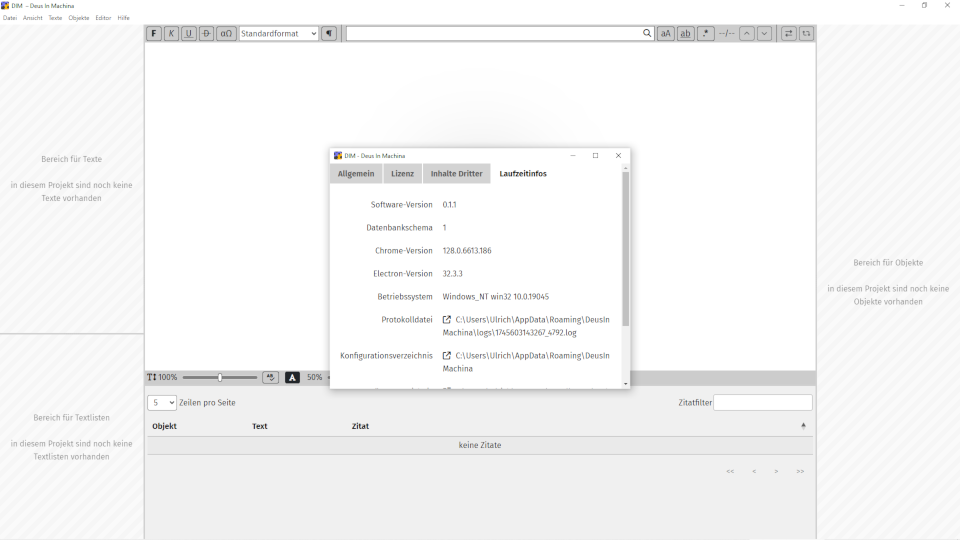 DIM - Deus In Machina
Datei Ansicht Texte Objekte Editor Hilfe
F K U D αΩ Standardformat ¶ aA ab .* --/--
Bereich für Texte
in diesem Projekt sind noch keine
Texte vorhanden
Bereich für Textlisten
in diesem Projekt sind noch keine
Textlisten vorhanden
DIM - Deus In Machina
Allgemein Lizenz Inhalte Dritter Laufzeitinfos
Software-Version 0.1.1
Datenbankschema 1
Chrome-Version 128.0.6613.186
Electron-Version 32.3.3
Betriebssystem Windows_NT win32 10.0.19045
Protokolldatei C:\Users\Ulrich\AppData\Roaming\DeusIn
Machina\logs\1745603143267_4792.log
Konfigurationsverzeichnis C:\Users\Ulrich\AppData\Roaming\DeusIn
Machina
Bereich für Objekte
in diesem Projekt sind noch keine
Objekte vorhanden
T 100% A 50%
5 Zeilen pro Seite Zitatfilter
Objekt Text Zitat
keine Zitate
<< < > >>